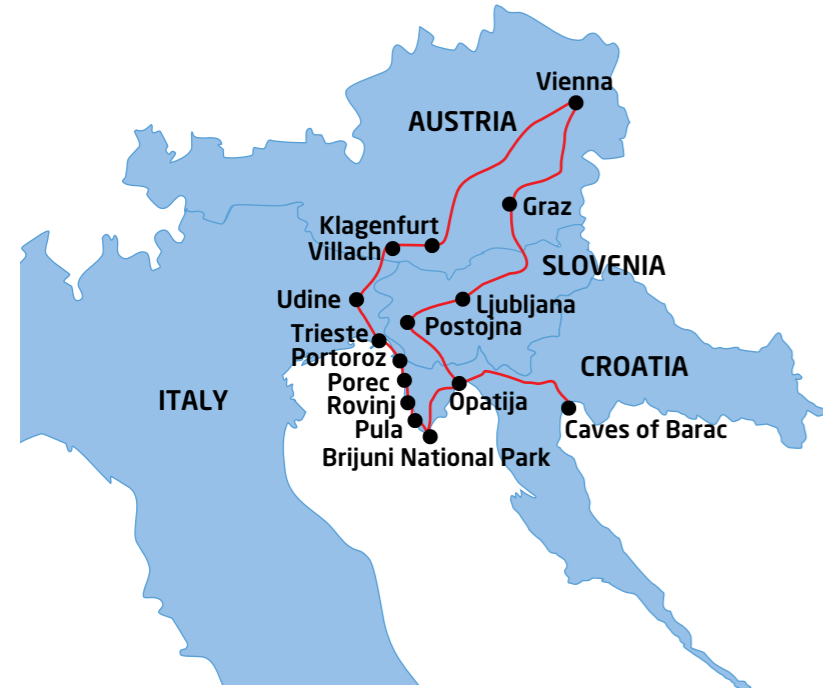 Vienna
AUSTRIA
Graz
Klagenfurt
Villach
SLOVENIA
Udine
Ljubljana
Postojna
Trieste
Portoroz
CROATIA
Porec
ITALY
Rovinj
Opatija
Pula
Caves of Barac
Brijuni National Park